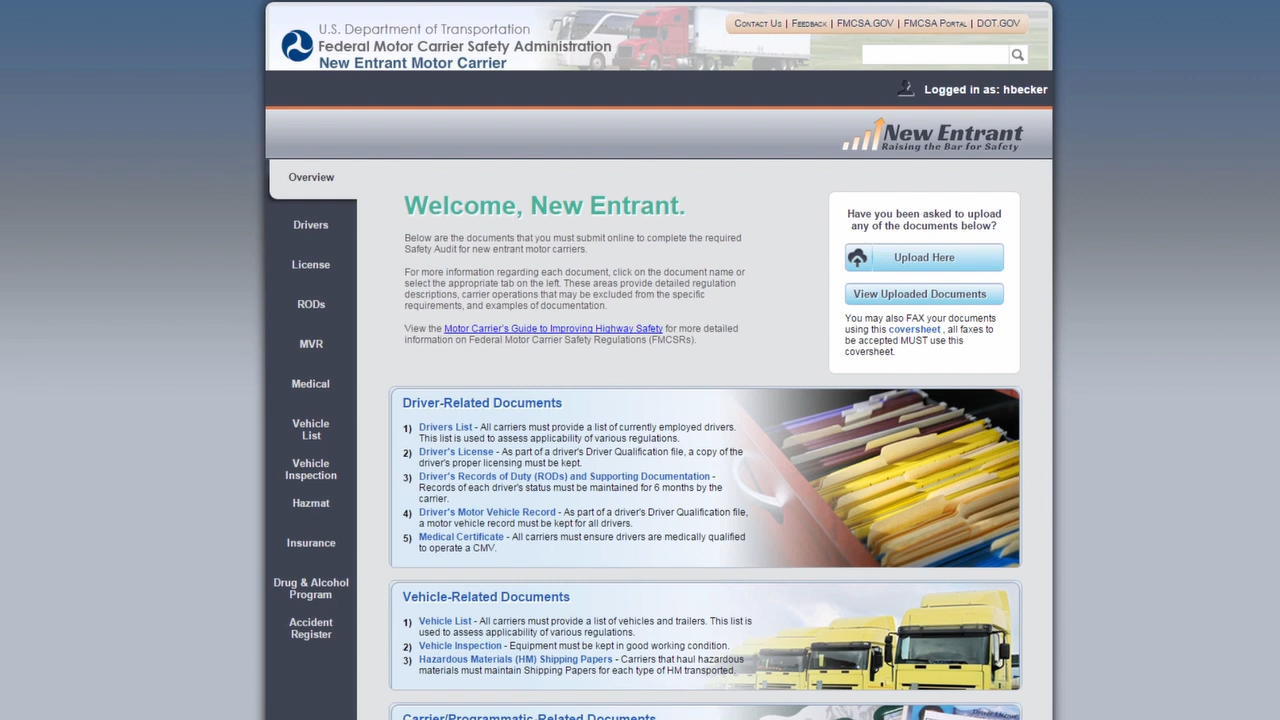 U.S. Department of Transportation
Federal Motor Carrier Safety Administration
New Entrant Motor Carrier
Contact Us | Feedback | FMCSA.GOV | FMCSA Portal | DOT.GOV
Logged in as: hbecker
New Entrant
Raising the Bar for Safety
Overview
Drivers
License
RODs
MVR
Medical
Vehicle
List
Vehicle
Inspection
Hazmat
Insurance
Drug & Alcohol
Program
Accident
Register
Welcome, New Entrant.
Below are the documents that you must submit online to complete the required
Safety Audit for new entrant motor carriers.
For more information regarding each document, click on the document name or
select the appropriate tab on the left. These areas provide detailed regulation
descriptions, carrier operations that may be excluded from the specific
requirements, and examples of documentation.
View the Motor Carrier's Guide to Improving Highway Safety for more detailed
information on Federal Motor Carrier Safety Regulations (FMCSRs).
Have you been asked to upload
any of the documents below?
Upload Here
View Uploaded Documents
You may also FAX your documents
using this coversheet , all faxes to
be accepted MUST use this
coversheet.
Driver-Related Documents
1) Drivers List - All carriers must provide a list of currently employed drivers.
This list is used to assess applicability of various regulations.
2) Driver's License - As part of a driver's Driver Qualification file, a copy of the
driver's proper licensing must be kept.
3) Driver's Records of Duty (RODs) and Supporting Documentation -
Records of each driver's status must be maintained for 6 months by the
carrier.
4) Driver's Motor Vehicle Record - As part of a driver's Driver Qualification file,
a motor vehicle record must be kept for all drivers.
5) Medical Certificate - All carriers must ensure drivers are medically qualified
to operate a CMV.
Vehicle-Related Documents
1) Vehicle List - All carriers must provide a list of vehicles and trailers. This list is
used to assess applicability of various regulations.
2) Vehicle Inspection - Equipment must be kept in good working condition.
3) Hazardous Materials (HM) Shipping Papers - Carriers that haul hazardous
materials must maintain Shipping Papers for each type of HM transported.
Carrier/Programmatic-Related Documents